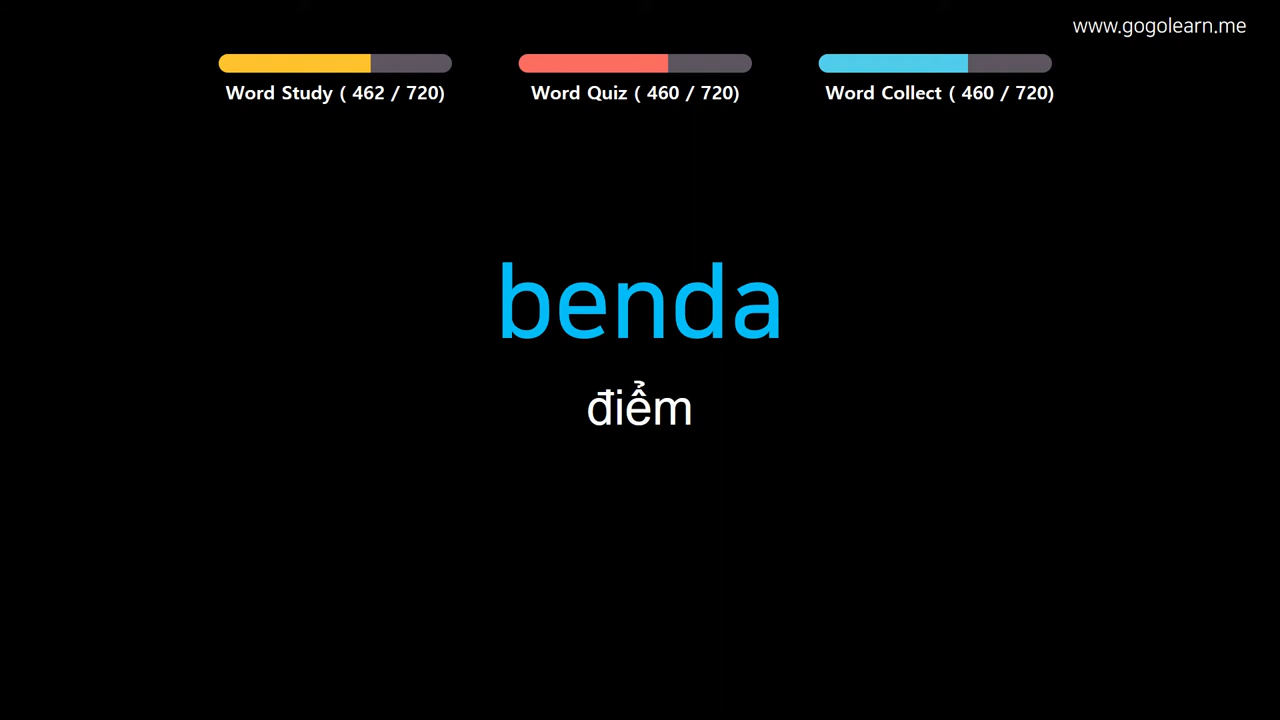 www.gogolearn.me
Word Study ( 462 / 720)
Word Quiz ( 460 / 720)
Word Collect ( 460 / 720)
benda
điểm